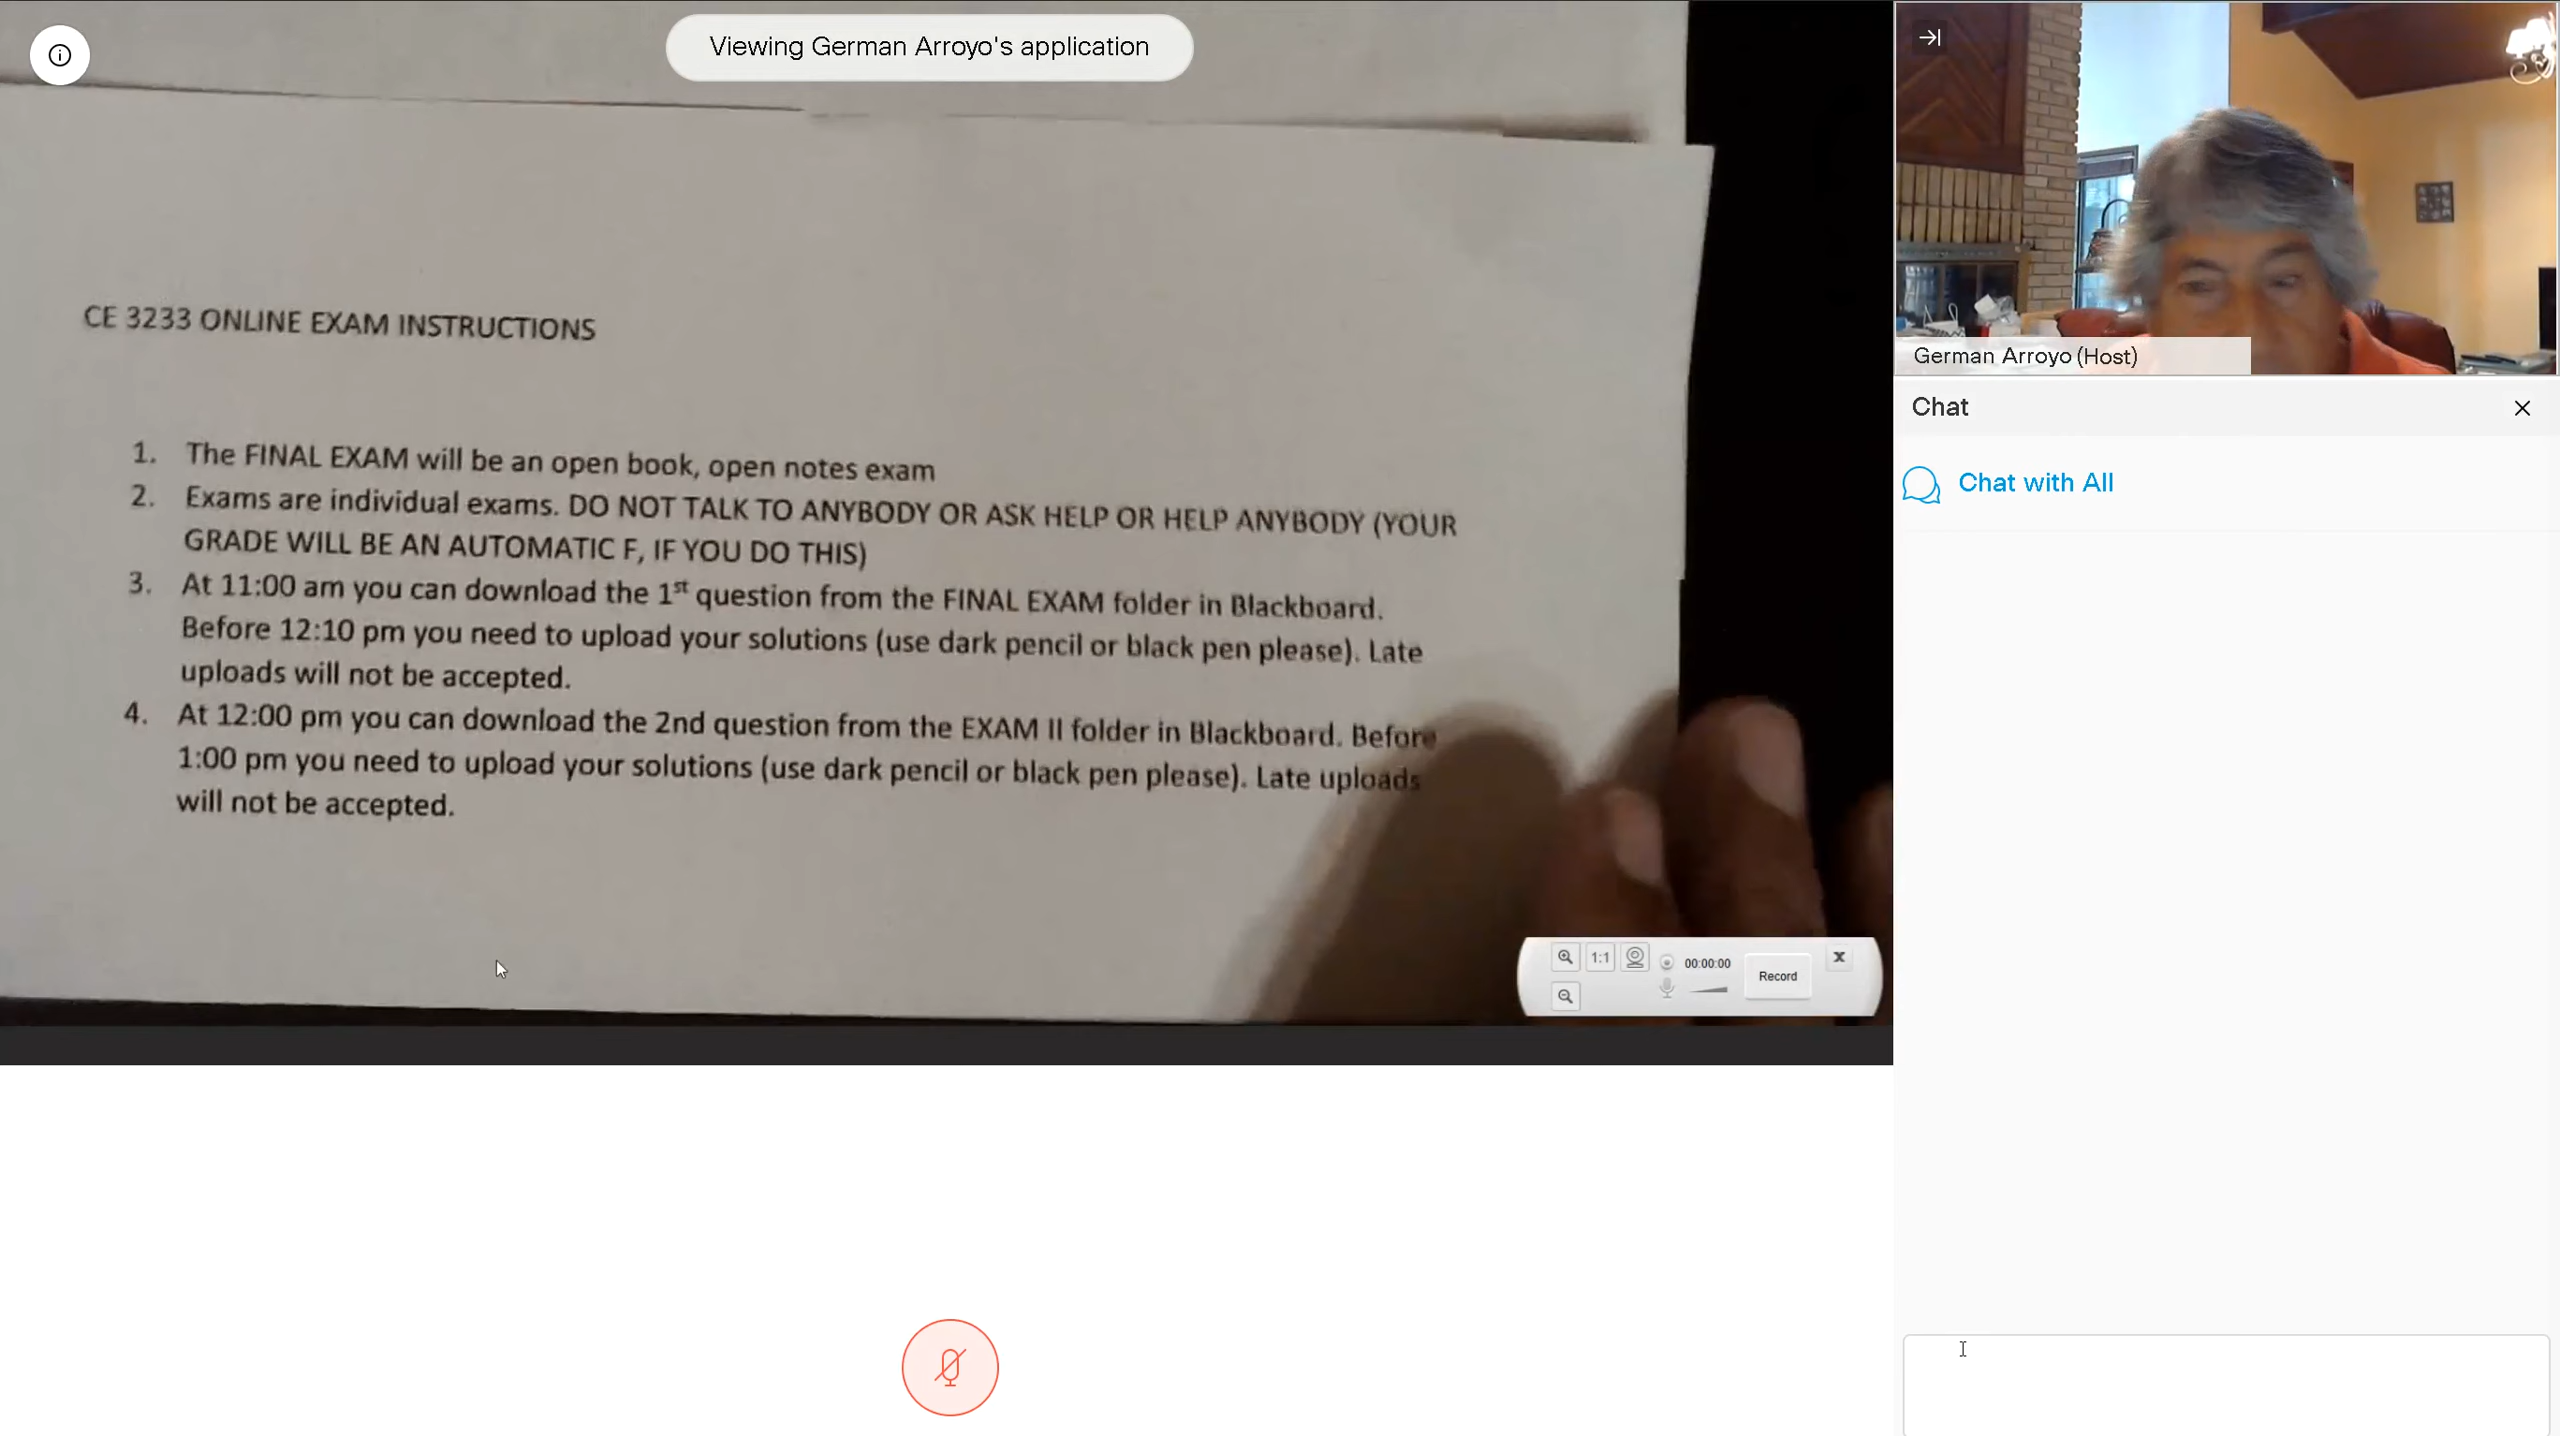 Viewing German Arroyo's application
CE 3233 ONLINE EXAM INSTRUCTIONS
1. The FINAL EXAM will be an open book, open notes exam
2. Exams are individual exams. DO NOT TALK TO ANYBODY OR ASK HELP OR HELP ANYBODY (YOUR
GRADE WILL BE AN AUTOMATIC F, IF YOU DO THIS)
3. At 11:00 am you can download the 1st question from the FINAL EXAM folder in Blackboard.
Before 12:10 pm you need to upload your solutions (use dark pencil or black pen please). Late
uploads will not be accepted.
4. At 12:00 pm you can download the 2nd question from the EXAM II folder in Blackboard. Before
1:00 pm you need to upload your solutions (use dark pencil or black pen please). Late uploads
will not be accepted.
1:1
00:00:00
Record
German Arroyo (Host)
Chat
Chat with All